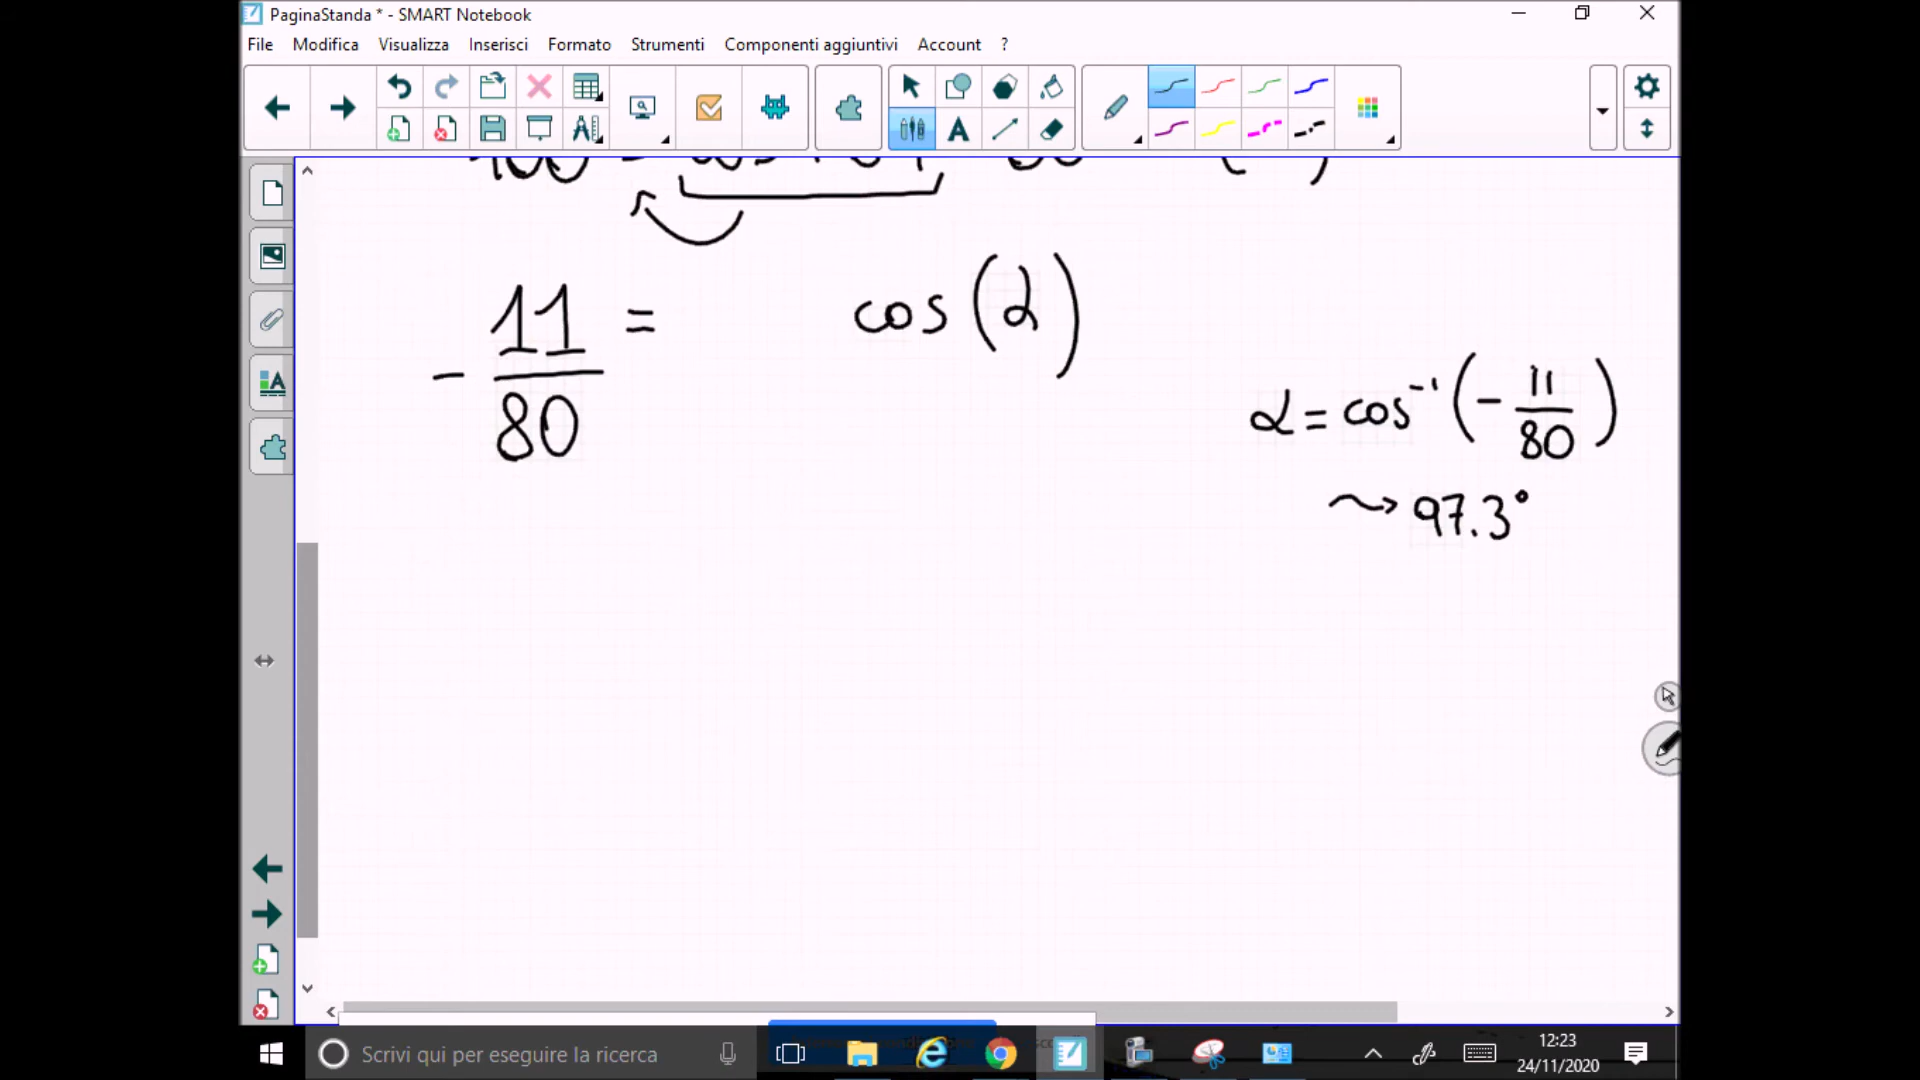 PaginaStanda * - SMART Notebook
File Modifica Visualizza Inserisci Formato Strumenti Componenti aggiuntivi Account ?
- 11/80 = cos(α)
α = cos⁻¹(- 11/80)
⇝ 97.3°
Scrivi qui per eseguire la ricerca
12:23
24/11/2020